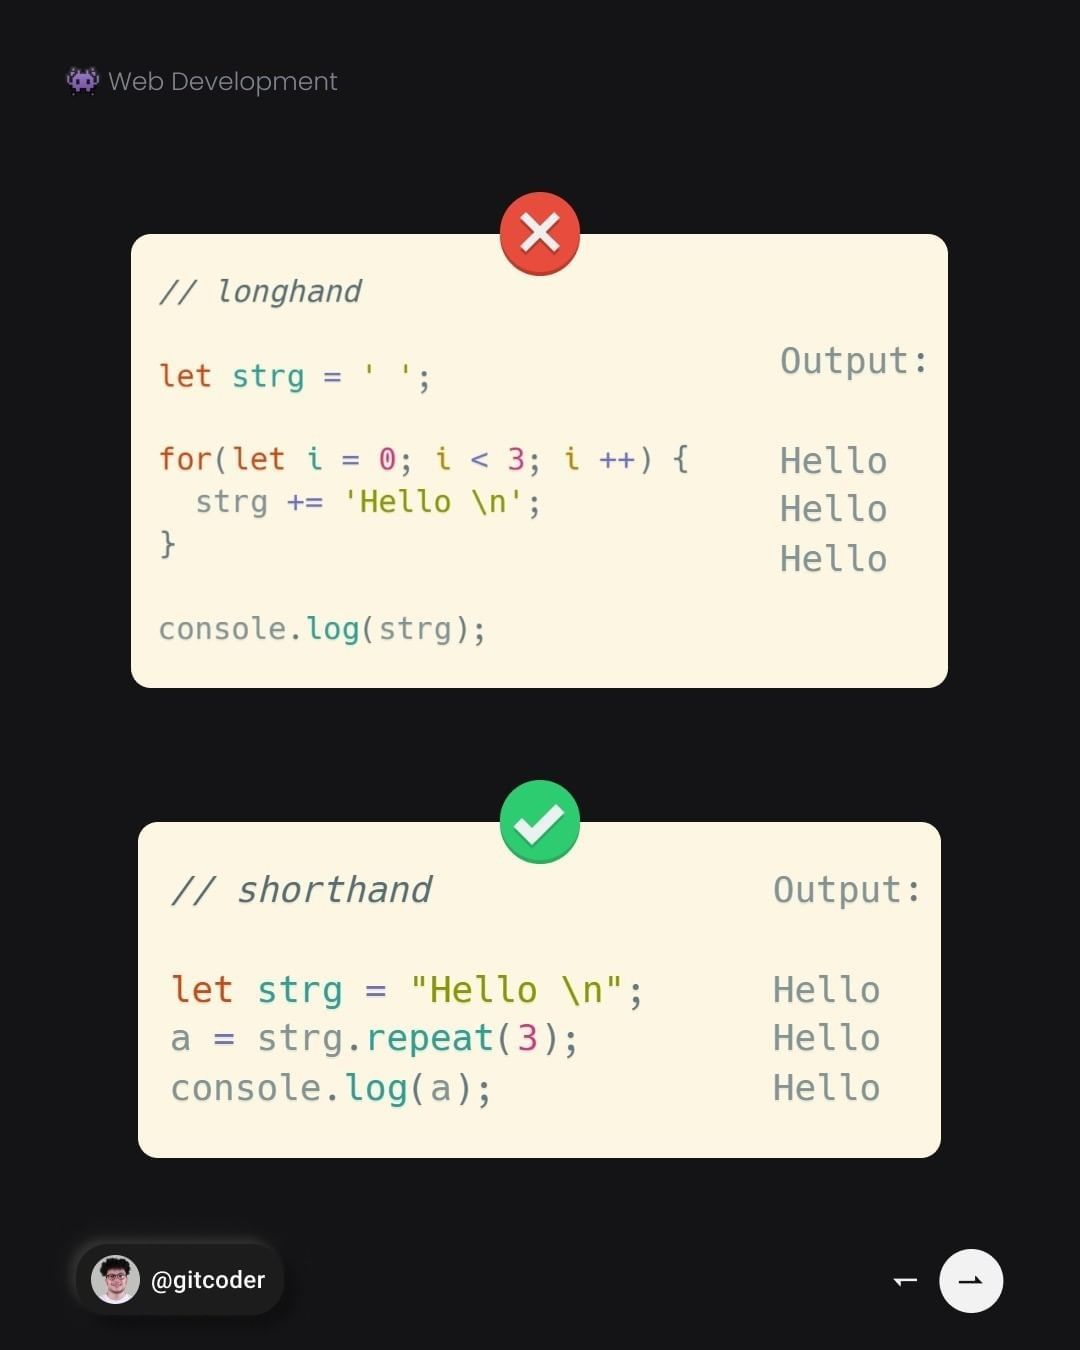 Web Development
// longhand
let strg = ' ';
for(let i = 0; i < 3; i ++) {
  strg += 'Hello \n';
}
console.log(strg);
Output:
Hello
Hello
Hello
// shorthand
let strg = "Hello \n";
a = strg.repeat(3);
console.log(a);
Output:
Hello
Hello
Hello
@gitcoder